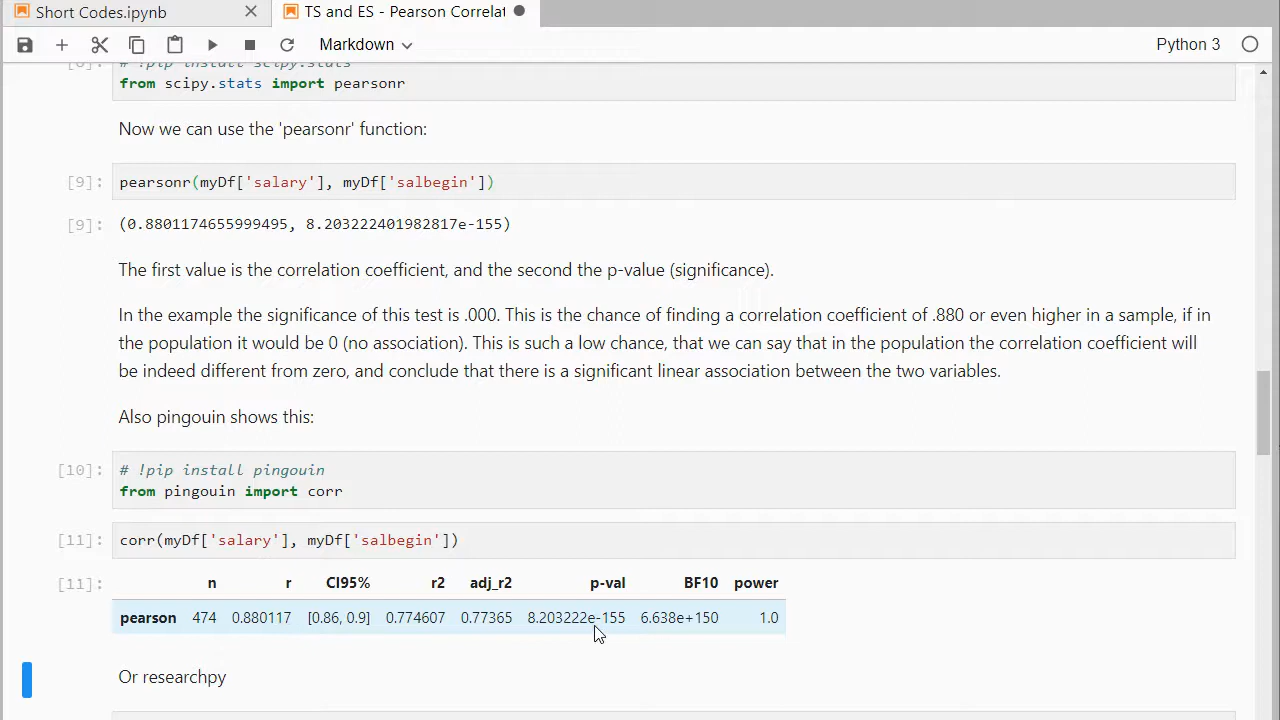 Short Codes.ipynb
TS and ES - Pearson Correlat
Markdown
Python 3
[8]: # !pip install scipy.stats
from scipy.stats import pearsonr
Now we can use the 'pearsonr' function:
[9]: pearsonr(myDf['salary'], myDf['salbegin'])
[9]: (0.8801174655999495, 8.203222401982817e-155)
The first value is the correlation coefficient, and the second the p-value (significance).
In the example the significance of this test is .000. This is the chance of finding a correlation coefficient of .880 or even higher in a sample, if in
the population it would be 0 (no association). This is such a low chance, that we can say that in the population the correlation coefficient will
be indeed different from zero, and conclude that there is a significant linear association between the two variables.
Also pingouin shows this:
[10]: # !pip install pingouin
from pingouin import corr
[11]: corr(myDf['salary'], myDf['salbegin'])
[11]: n r CI95% r2 adj_r2 p-val BF10 power
pearson 474 0.880117 [0.86, 0.9] 0.774607 0.77365 8.203222e-155 6.638e+150 1.0
Or researchpy